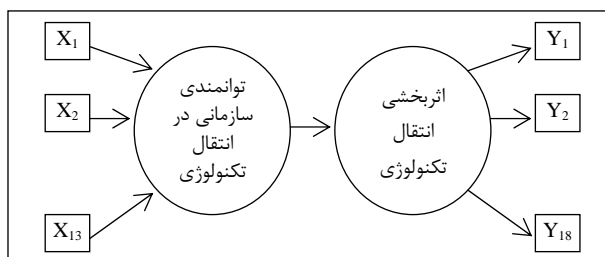 X1
X2
X13
توانمندی
سازمانی در
انتقال
تکنولوژی
اثربخشی
انتقال
تکنولوژی
Y1
Y2
Y18